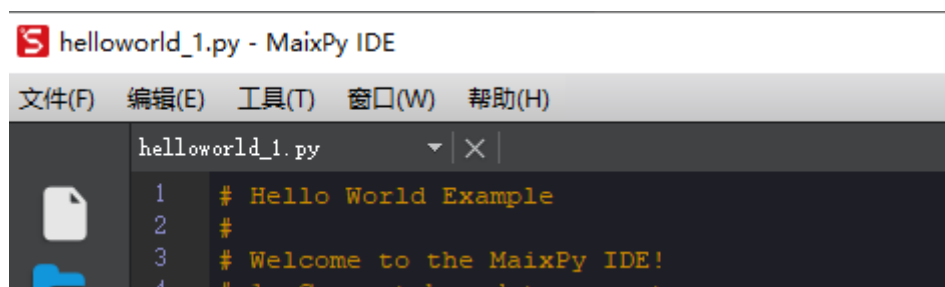 helloworld_1.py - MaixPy IDE
文件(F) 编辑(E) 工具(T) 窗口(W) 帮助(H)
helloworld_1.py
1 # Hello World Example
2 #
3 # Welcome to the MaixPy IDE!